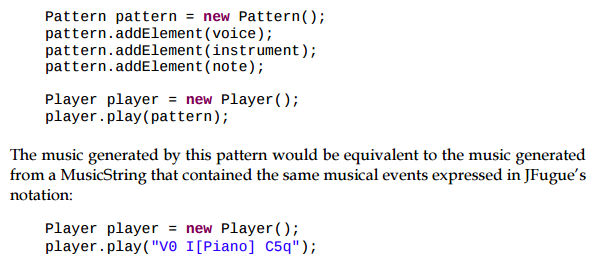 Pattern pattern = new Pattern();
pattern.addElement(voice);
pattern.addElement(instrument);
pattern.addElement(note);
Player player = new Player();
player.play(pattern);
The music generated by this pattern would be equivalent to the music generated
from a MusicString that contained the same musical events expressed in JFugue’s
notation:
Player player = new Player();
player.play("V0 I[Piano] C5q");